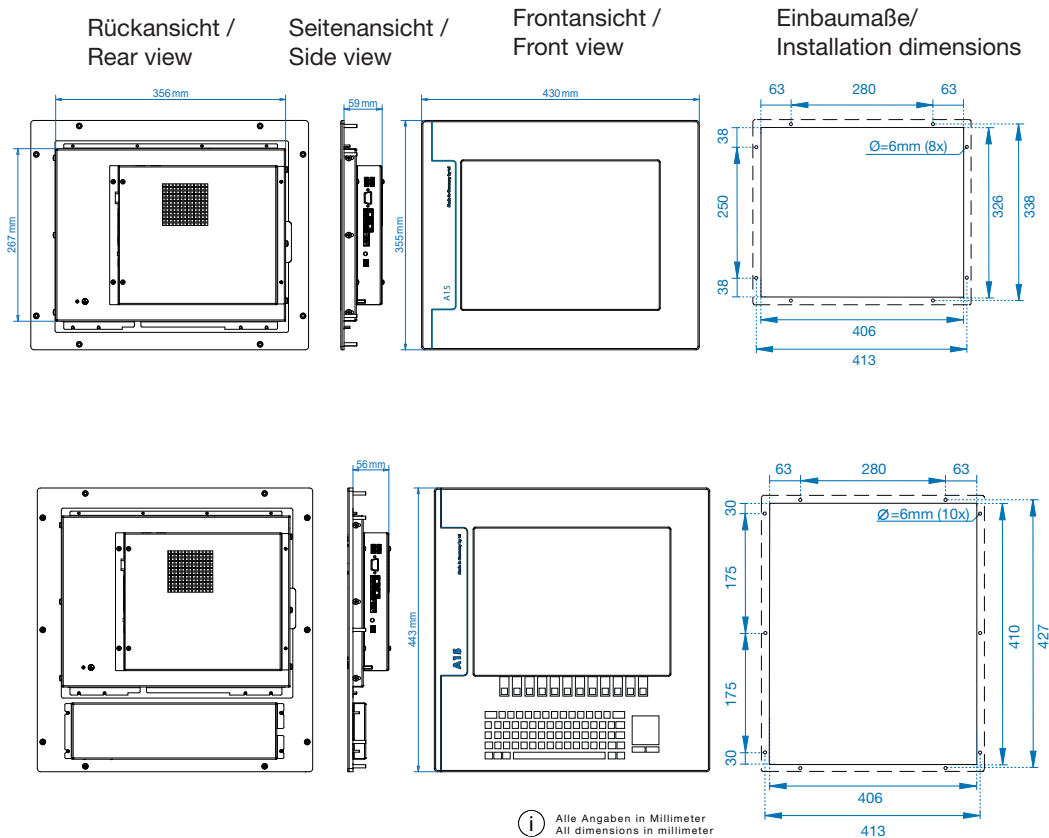 Rückansicht /
Rear view
Seitenansicht /
Side view
Frontansicht /
Front view
Einbaumaße/
Installation dimensions
356mm
59mm
430mm
63
280
63
267mm
355mm
A15
38
250
38
Ø=6mm (8x)
326
338
406
413
56mm
443mm
A15
63
280
63
30
175
175
30
Ø=6mm (10x)
410
427
406
413
i
Alle Angaben in Millimeter
All dimensions in millimeter